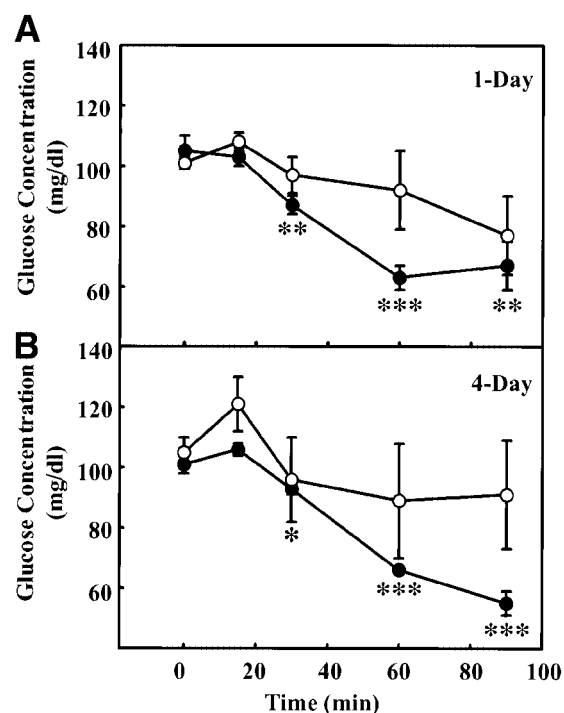 A
140
1-Day
120
100
80
60
Glucose Concentration
(mg/dl)
** *** **
B
140
4-Day
120
100
80
60
Glucose Concentration
(mg/dl)
* *** ***
0 20 40 60 80 100
Time (min)